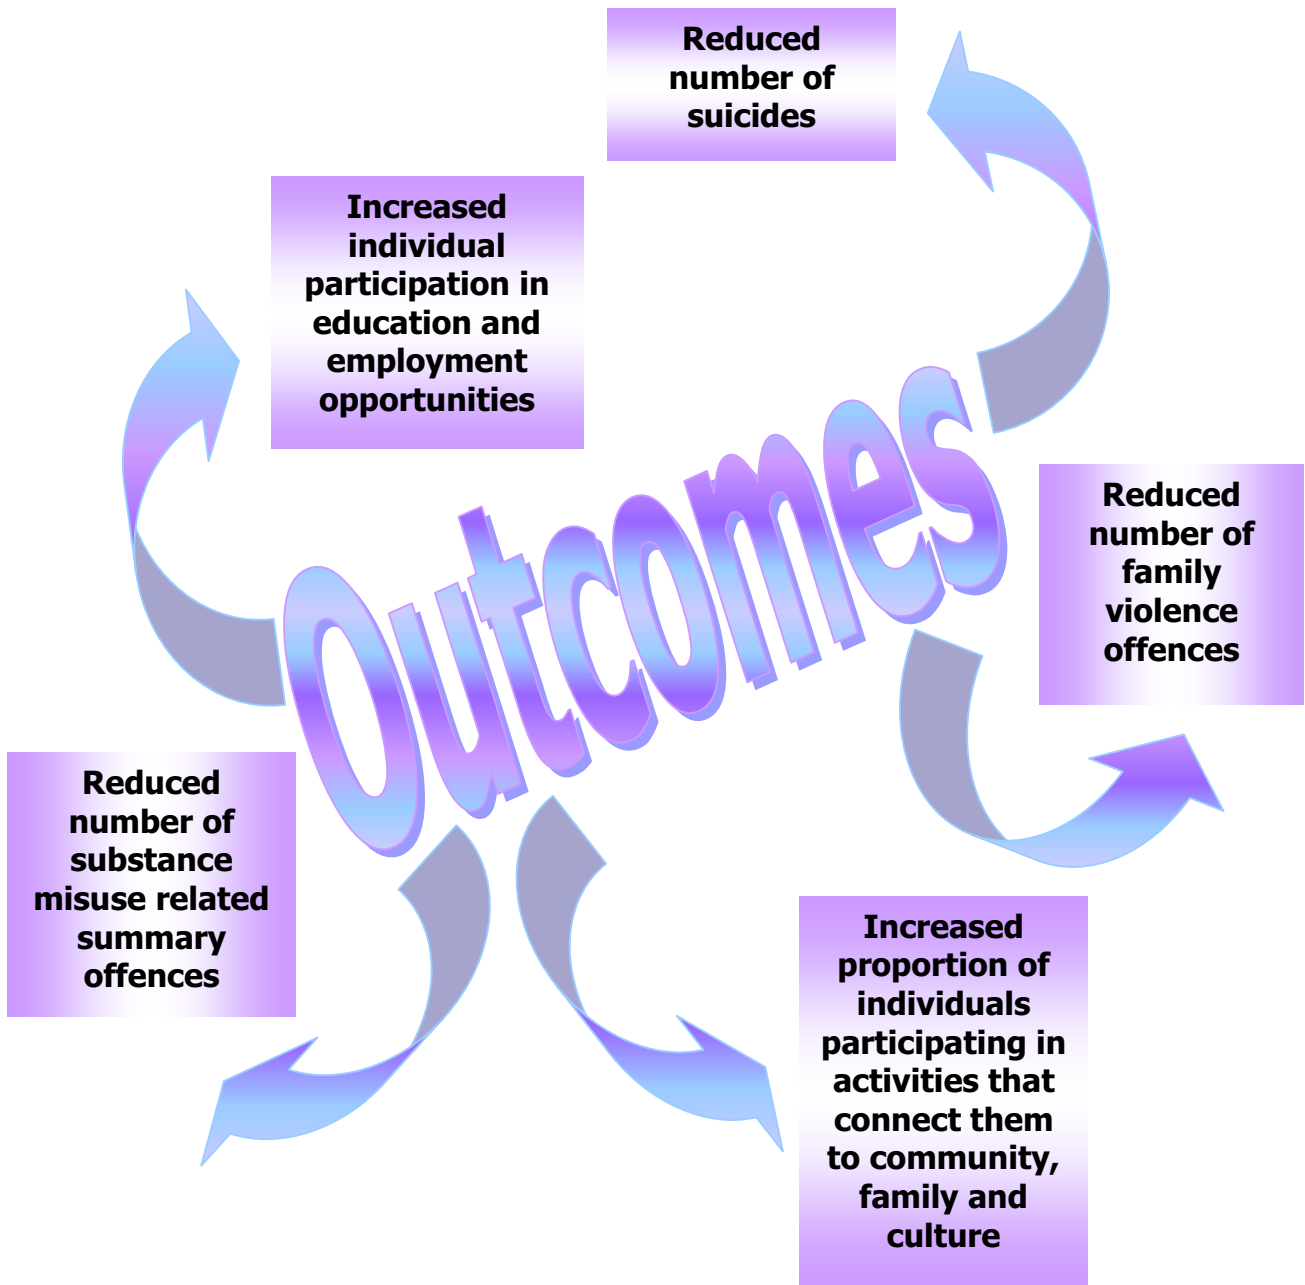 Reduced
number of
suicides
Increased
individual
participation in
education and
employment
opportunities
Outcomes
Reduced
number of
family
violence
offences
Reduced
number of
substance
misuse related
summary
offences
Increased
proportion of
individuals
participating in
activities that
connect them
to community,
family and
culture